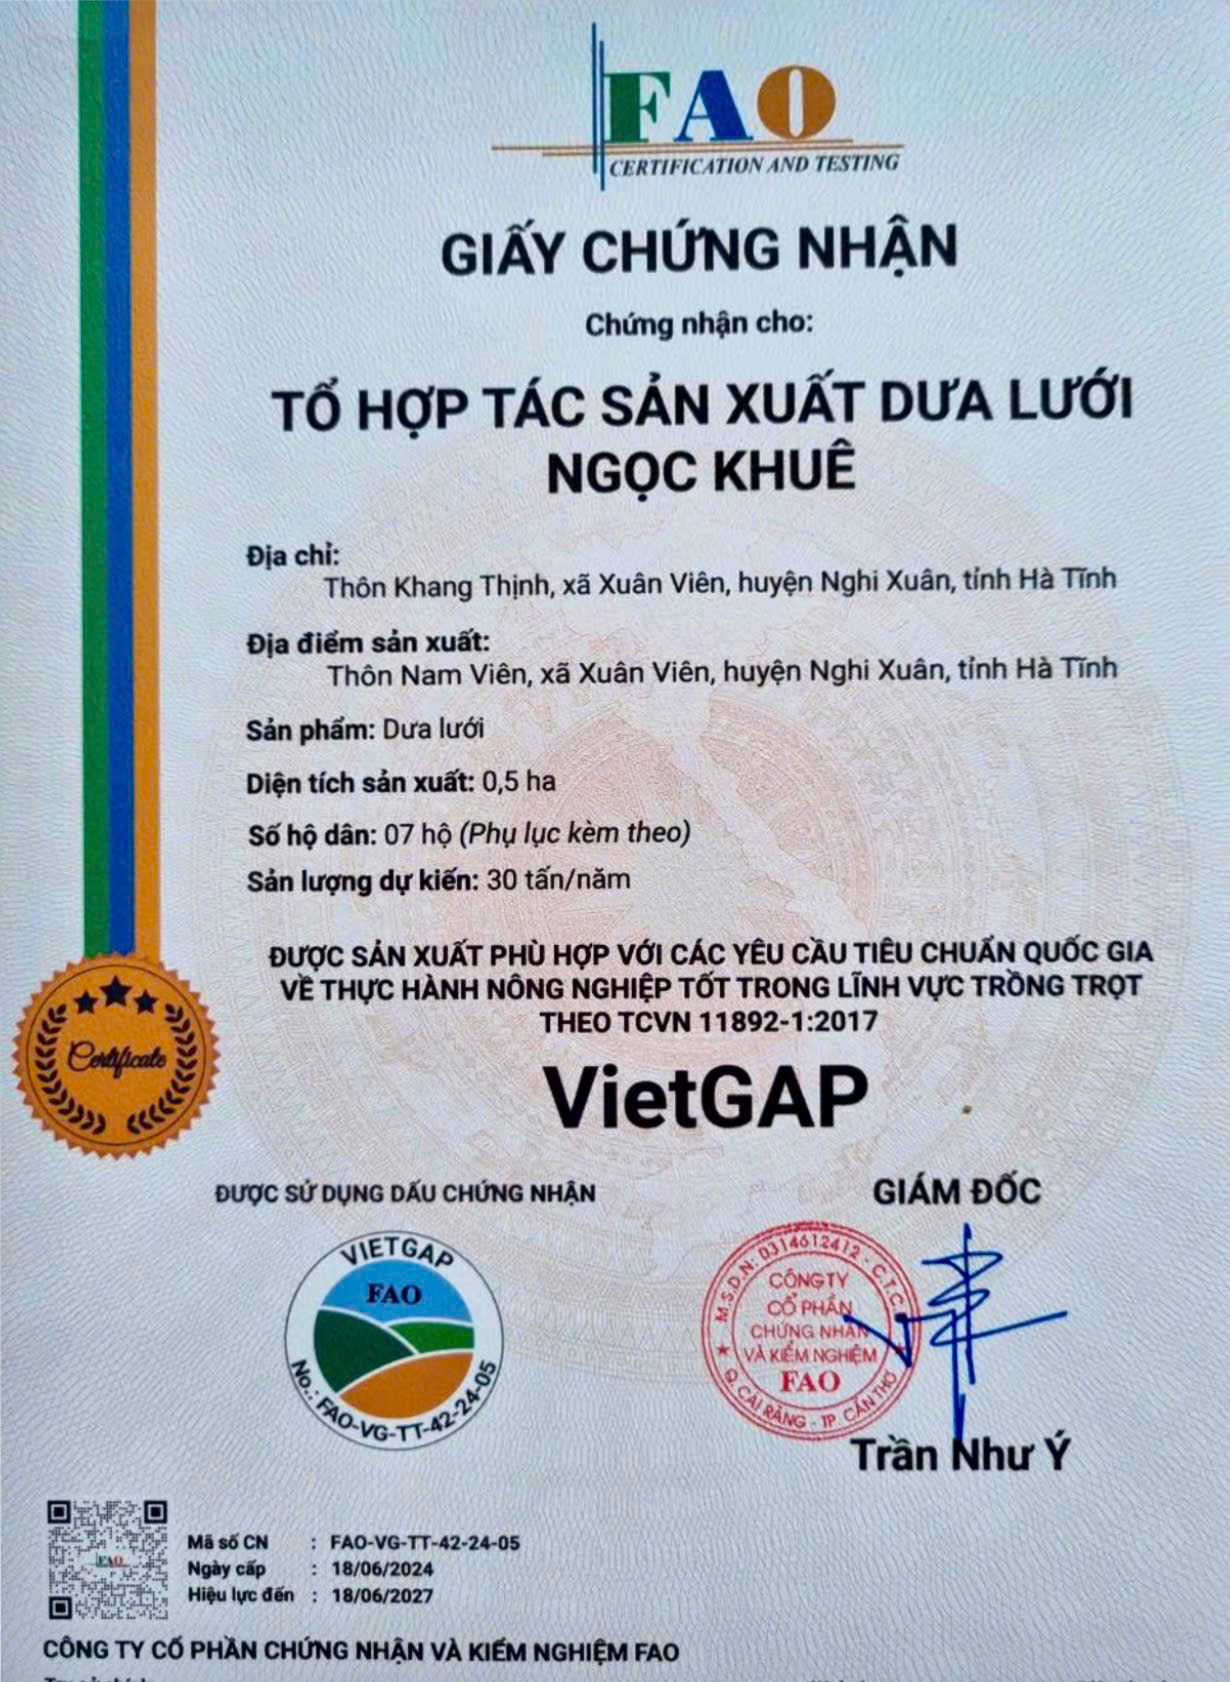 FAO
CERTIFICATION AND TESTING
GIẤY CHỨNG NHẬN
Chứng nhận cho:
TỔ HỢP TÁC SẢN XUẤT DƯA LƯỚI
NGỌC KHUÊ
Địa chỉ:
Thôn Khang Thịnh, xã Xuân Viên, huyện Nghi Xuân, tỉnh Hà Tĩnh
Địa điểm sản xuất:
Thôn Nam Viên, xã Xuân Viên, huyện Nghi Xuân, tỉnh Hà Tĩnh
Sản phẩm: Dưa lưới
Diện tích sản xuất: 0,5 ha
Số hộ dân: 07 hộ (Phụ lục kèm theo)
Sản lượng dự kiến: 30 tấn/năm
ĐƯỢC SẢN XUẤT PHÙ HỢP VỚI CÁC YÊU CẦU TIÊU CHUẨN QUỐC GIA
VỀ THỰC HÀNH NÔNG NGHIỆP TỐT TRONG LĨNH VỰC TRỒNG TRỌT
THEO TCVN 11892-1:2017
Certificate
VietGAP
ĐƯỢC SỬ DỤNG DẤU CHỨNG NHẬN
VIETGAP
FAO
No.: FAO-VG-TT-42-24-05
GIÁM ĐỐC
M.S.D.N: 0314612412 - C.T.C.P
CÔNG TY
CỔ PHẦN
CHỨNG NHẬN
VÀ KIỂM NGHIỆM
FAO
Q. CÁI RĂNG - TP. CẦN THƠ
Trần Như Ý
FAO
Mã số CN : FAO-VG-TT-42-24-05
Ngày cấp : 18/06/2024
Hiệu lực đến : 18/06/2027
CÔNG TY CỔ PHẦN CHỨNG NHẬN VÀ KIỂM NGHIỆM FAO